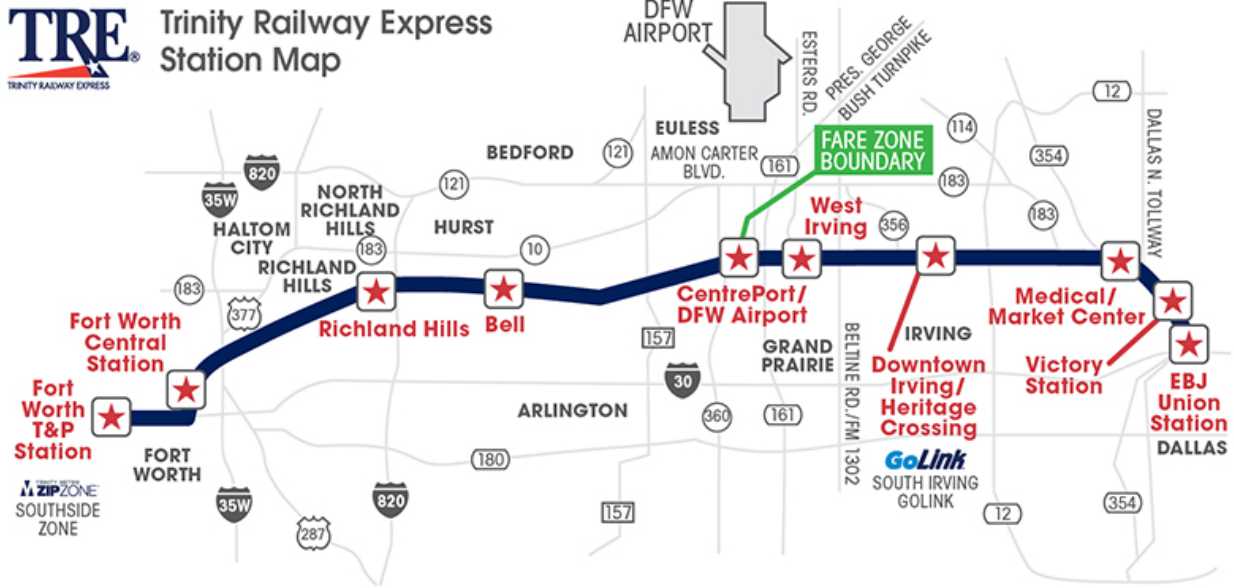 TRE®
TRINITY RAILWAY EXPRESS
Trinity Railway Express
Station Map
DFW
AIRPORT
ESTERS RD.
PRES. GEORGE
BUSH TURNPIKE
12
DALLAS N. TOLLWAY
EULESS
AMON CARTER
BLVD.
161
FARE ZONE
BOUNDARY
114
354
183
183
BEDFORD
121
121
820
35W
NORTH
RICHLAND
HILLS
HALTOM
CITY
HURST
183
10
RICHLAND
HILLS
183
377
West
Irving
356
Fort Worth
Central
Station
Richland Hills
Bell
CentrePort/
DFW Airport
Medical/
Market Center
157
GRAND
PRAIRIE
BELTINE RD./FM 1302
IRVING
Downtown
Irving/
Heritage
Crossing
Victory
Station
EBJ
Union
Station
DALLAS
Fort
Worth
T&P
Station
FORT
WORTH
30
ARLINGTON
360
161
180
GoLink
SOUTH IRVING
GOLINK
TRINITY METRO
ZIPZONE
SOUTHSIDE
ZONE
35W
820
287
157
12
354